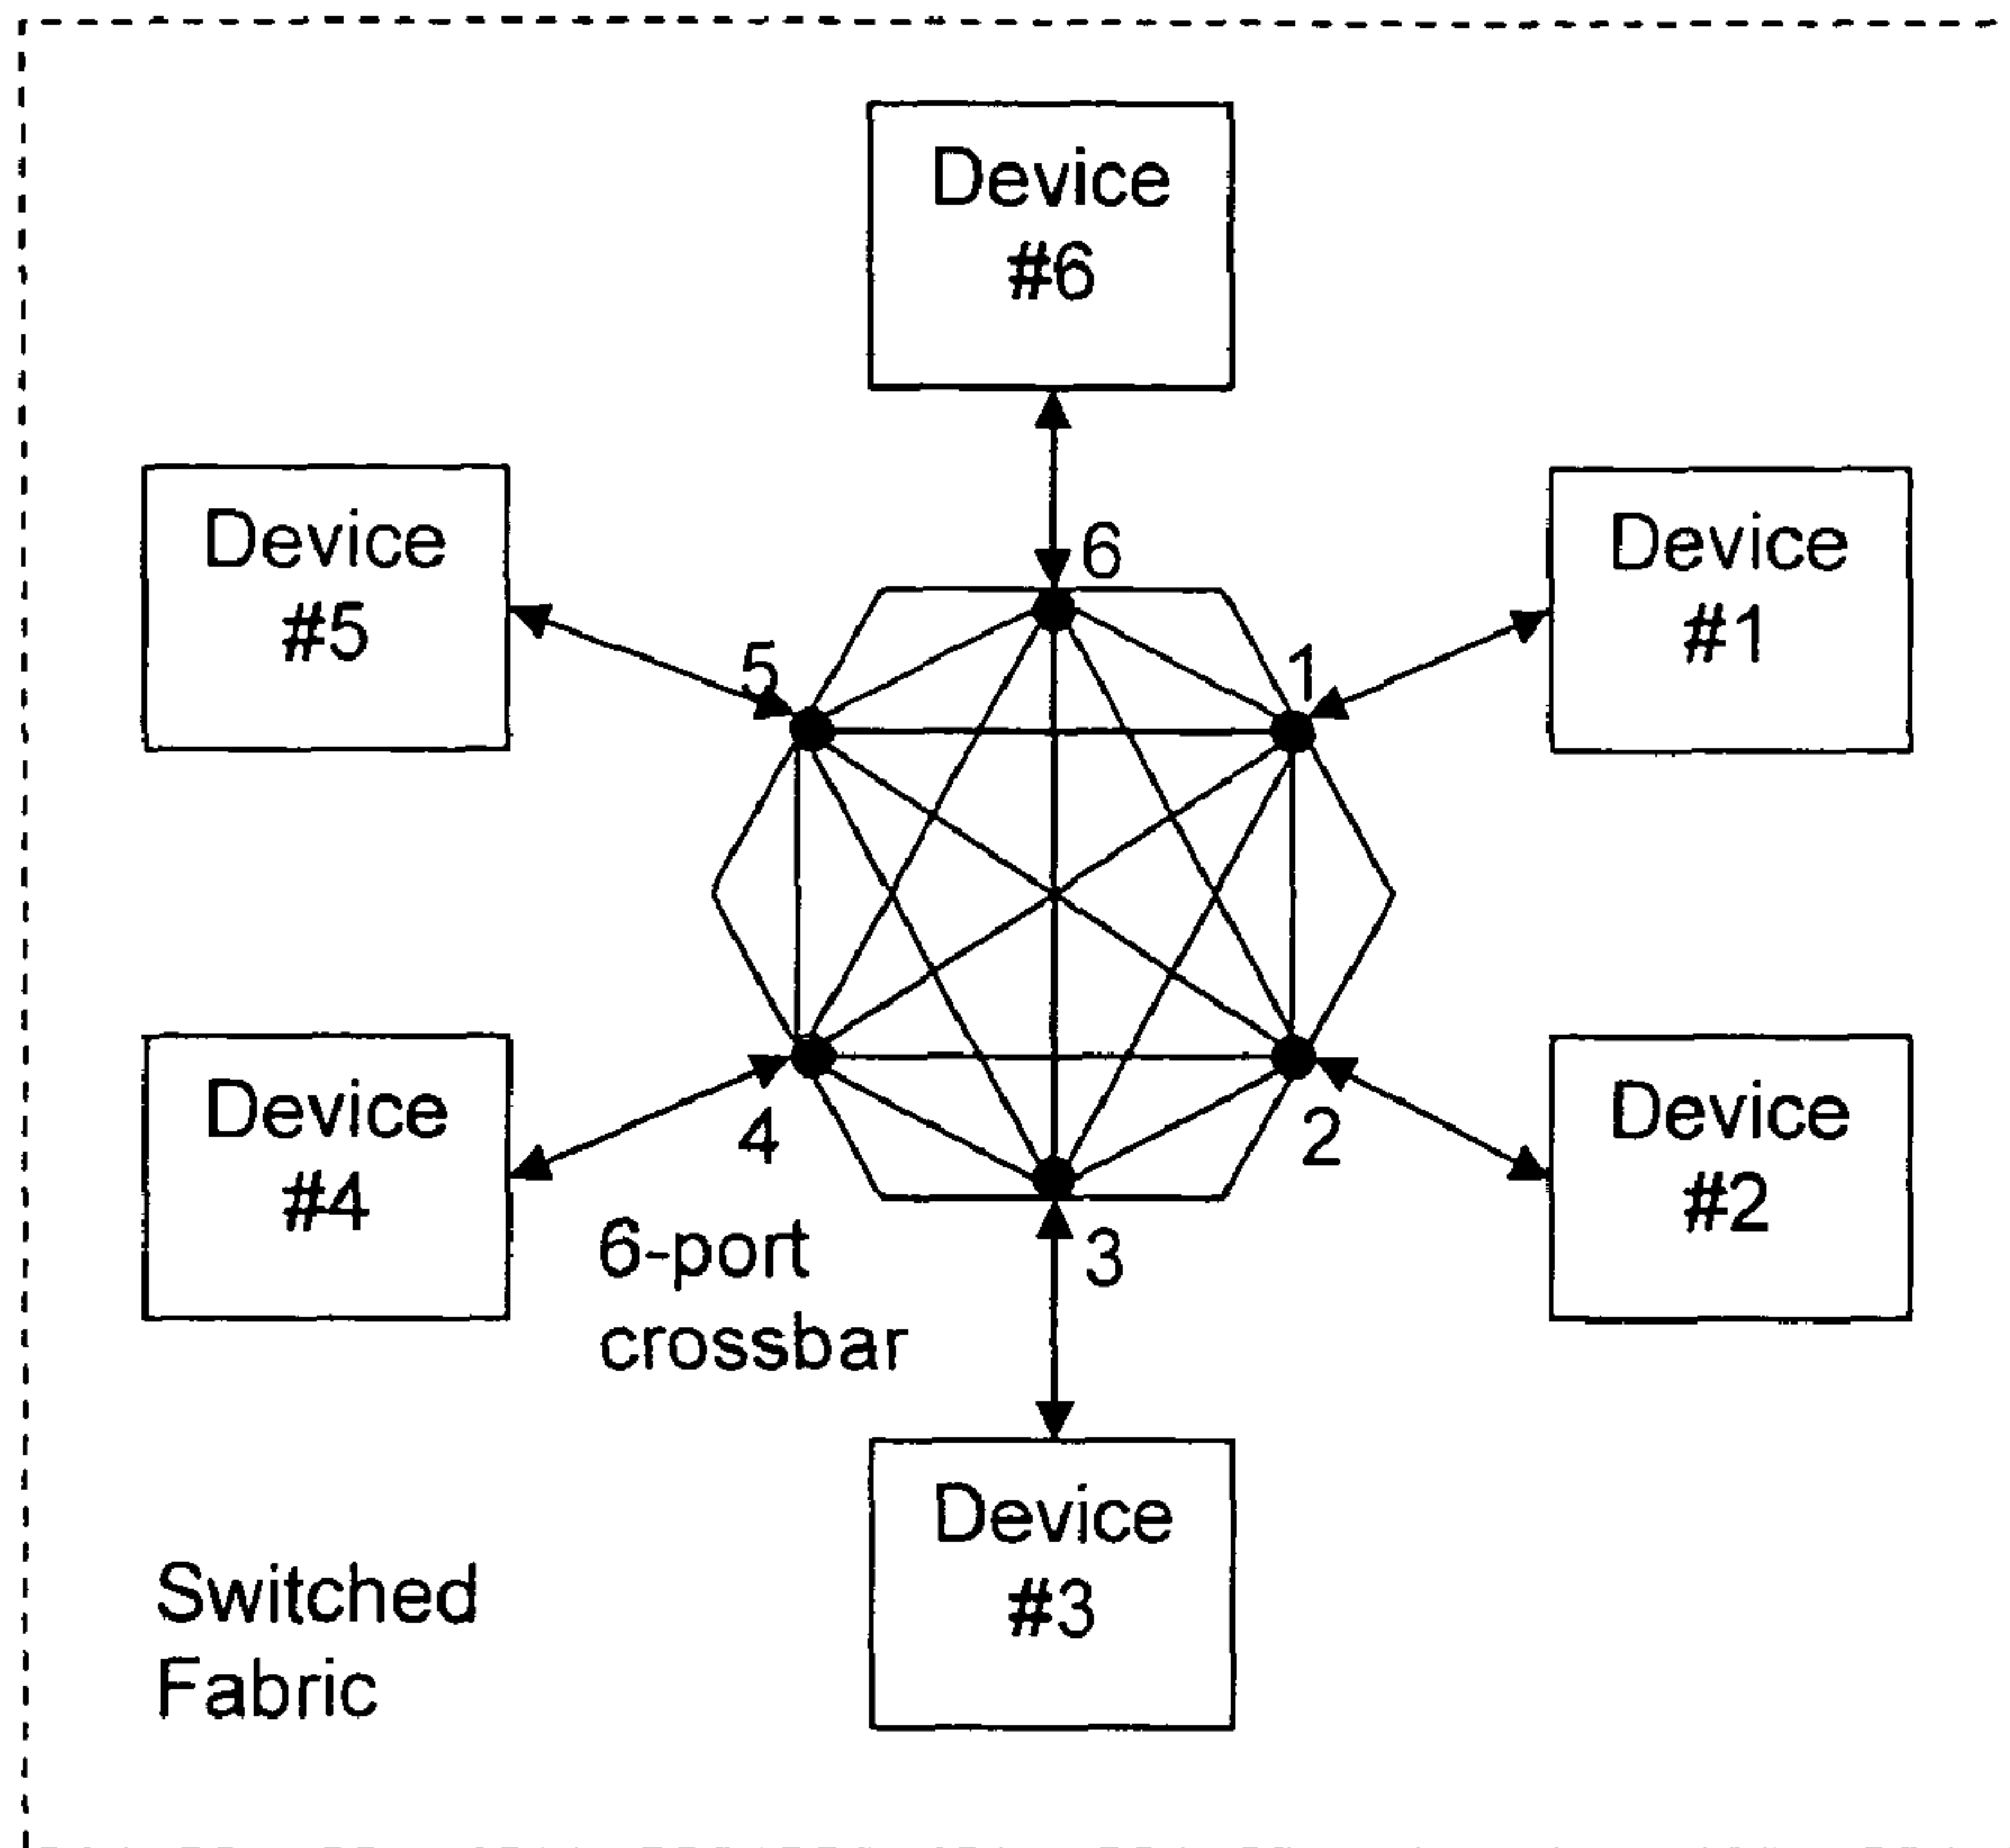 Device
#6
Device
#5
Device
#1
6
5
1
Device
#4
4
2
Device
#2
6-port
crossbar
3
Device
#3
Switched
Fabric